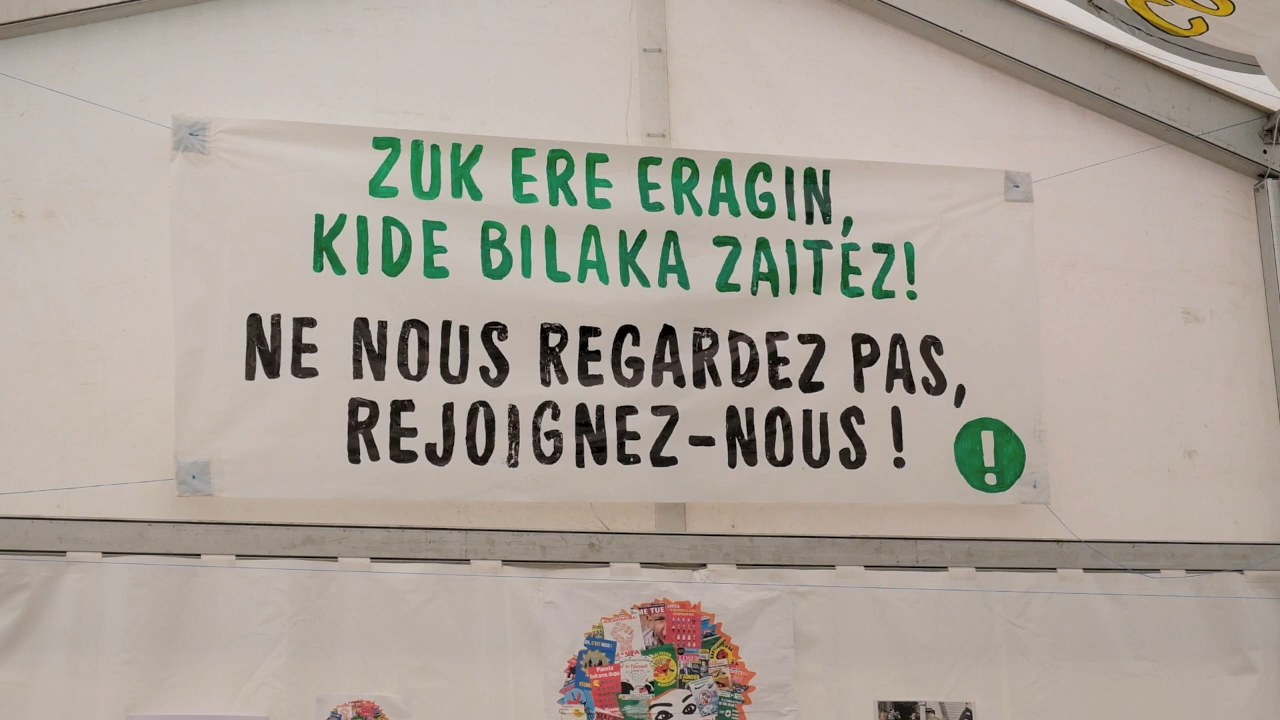 ZUK ERE ERAGIN,
KIDE BILAKA ZAITEZ!
NE NOUS REGARDEZ PAS,
REJOIGNEZ-NOUS !
!